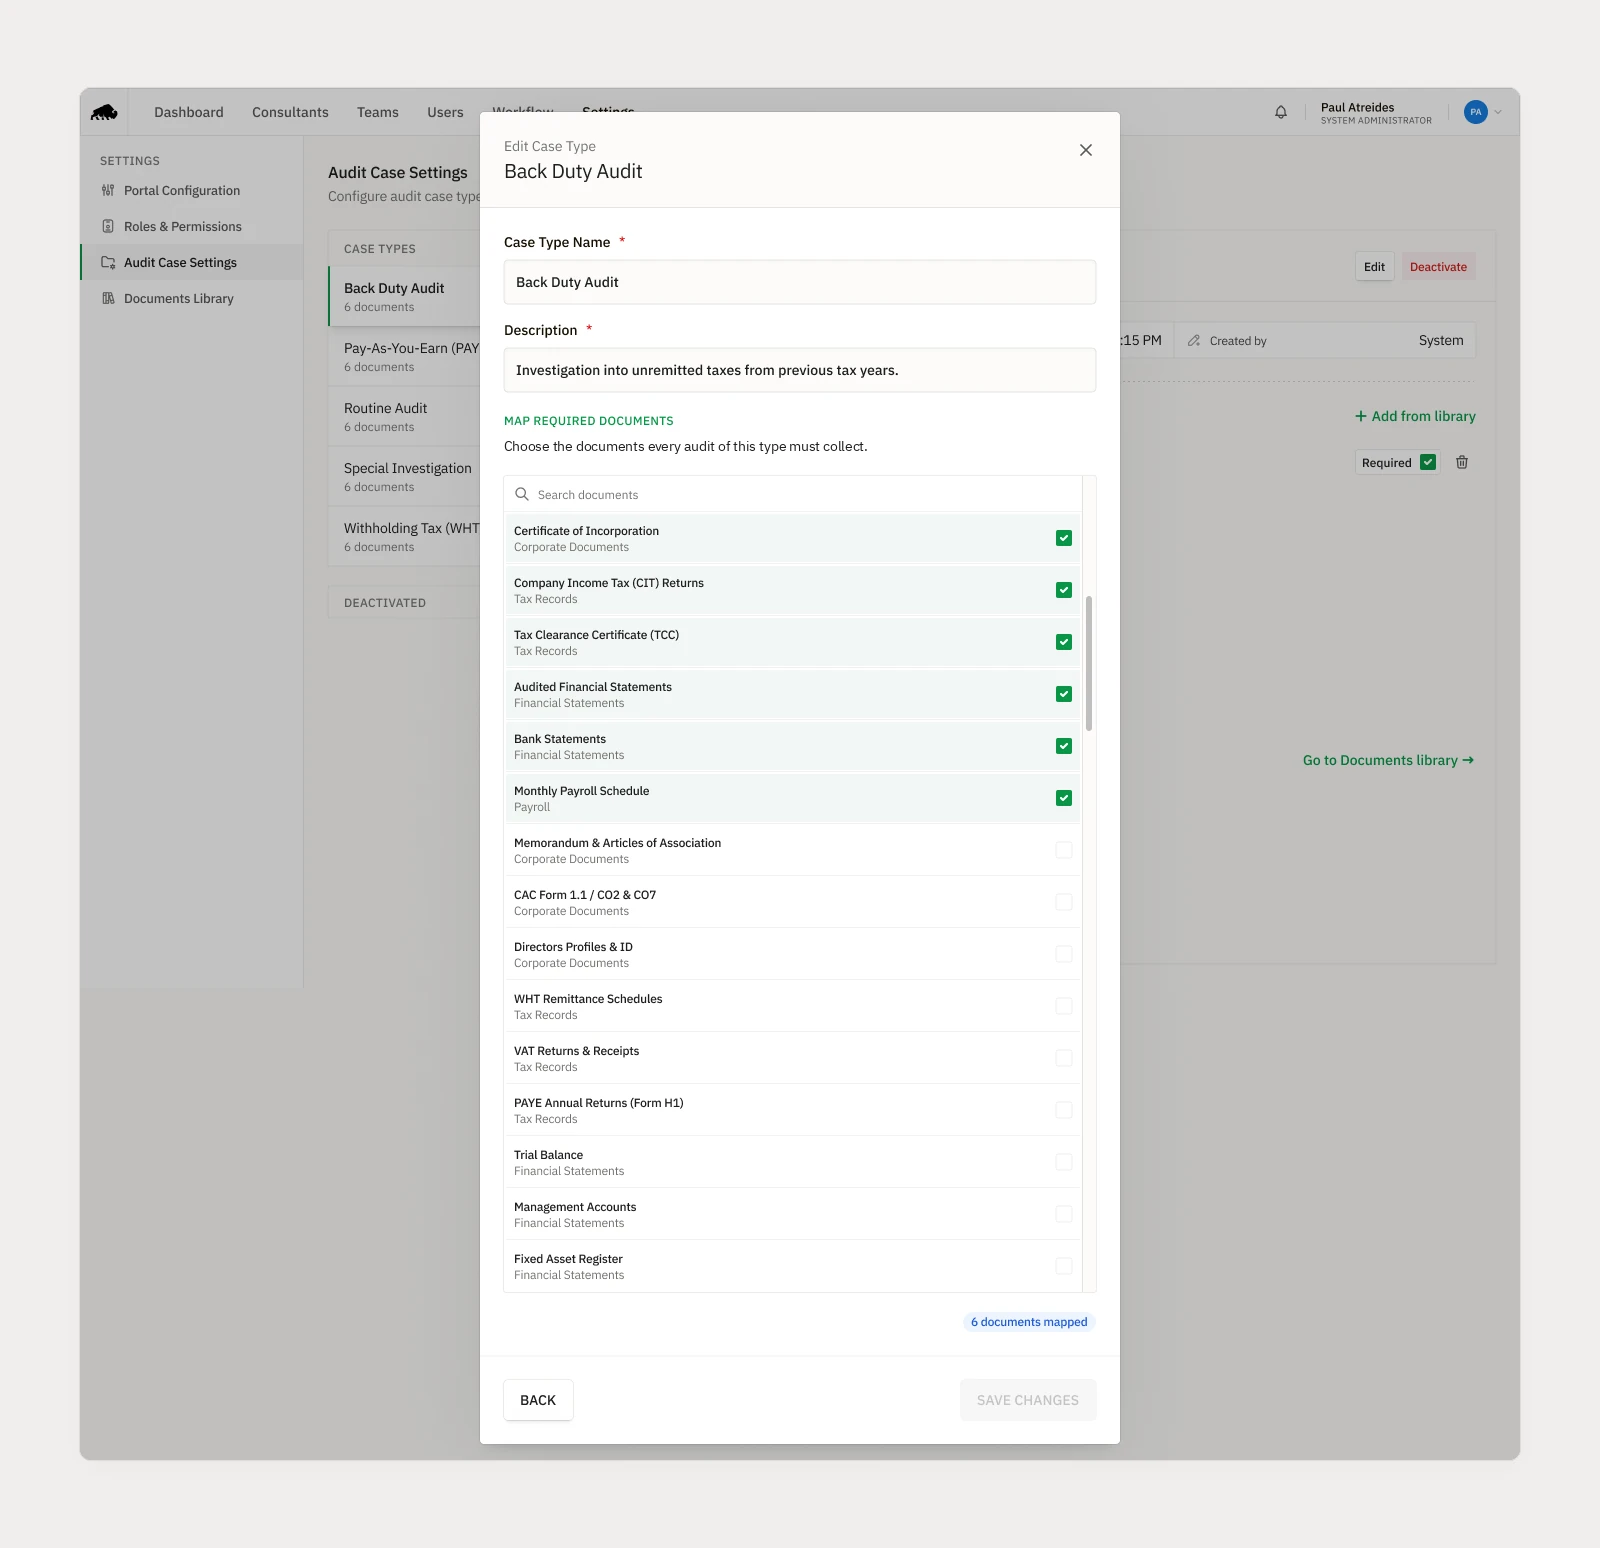 Dashboard
Consultants
Teams
Users
Workflow
Settings
Paul Atreides
SYSTEM ADMINISTRATOR
PA
SETTINGS
Portal Configuration
Roles & Permissions
Audit Case Settings
Documents Library
Audit Case Settings
Configure audit case type
CASE TYPES
Back Duty Audit
6 documents
Pay-As-You-Earn (PAY
6 documents
Routine Audit
6 documents
Special Investigation
6 documents
Withholding Tax (WHT
6 documents
DEACTIVATED
Edit Case Type
Back Duty Audit
Case Type Name *
Back Duty Audit
Description *
Investigation into unremitted taxes from previous tax years.
MAP REQUIRED DOCUMENTS
Choose the documents every audit of this type must collect.
Search documents
Certificate of Incorporation
Corporate Documents
Company Income Tax (CIT) Returns
Tax Records
Tax Clearance Certificate (TCC)
Tax Records
Audited Financial Statements
Financial Statements
Bank Statements
Financial Statements
Monthly Payroll Schedule
Payroll
Memorandum & Articles of Association
Corporate Documents
CAC Form 1.1 / CO2 & CO7
Corporate Documents
Directors Profiles & ID
Corporate Documents
WHT Remittance Schedules
Tax Records
VAT Returns & Receipts
Tax Records
PAYE Annual Returns (Form H1)
Tax Records
Trial Balance
Financial Statements
Management Accounts
Financial Statements
Fixed Asset Register
Financial Statements
6 documents mapped
BACK
SAVE CHANGES
Edit
Deactivate
:15 PM
Created by
System
+ Add from library
Required
Go to Documents library →